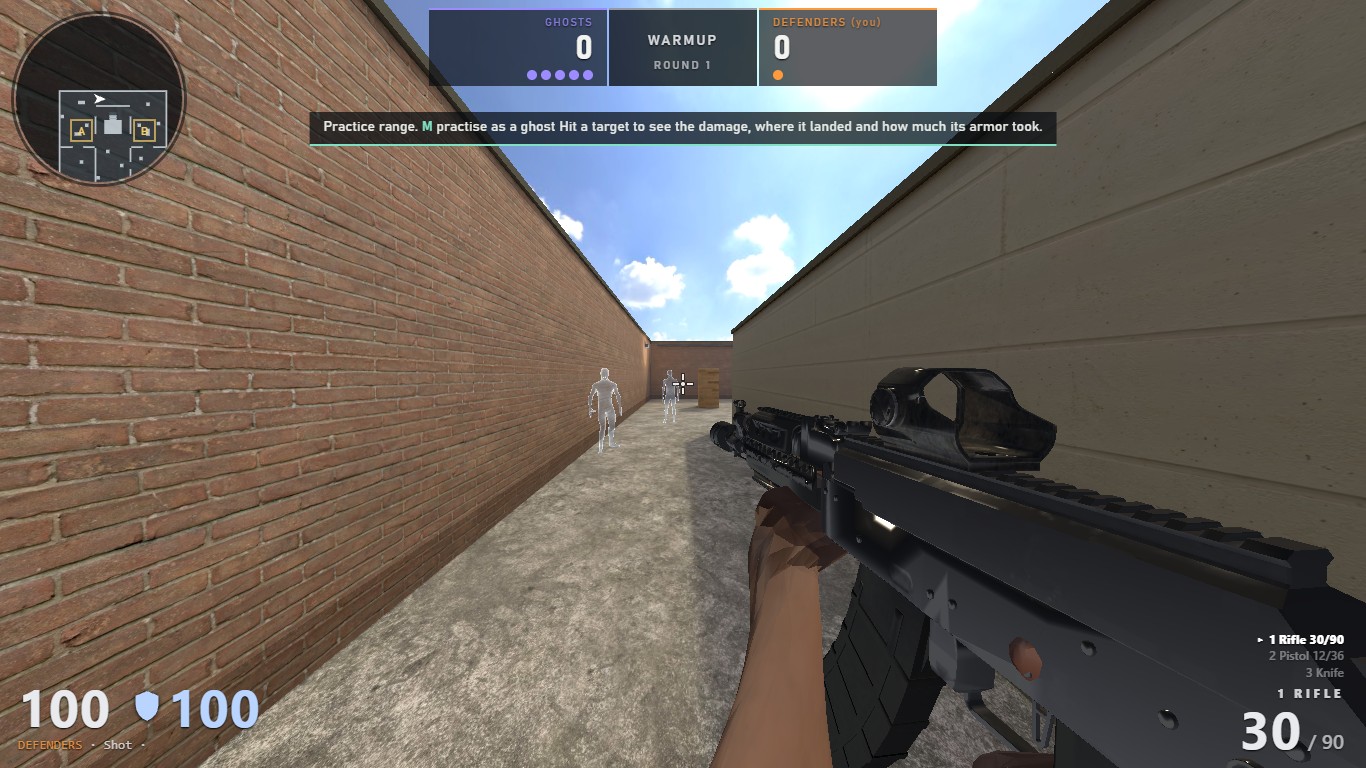 GHOSTS
0
WARMUP
ROUND 1
DEFENDERS (you)
0
Practice range. M practise as a ghost Hit a target to see the damage, where it landed and how much its armor took.
A
B
1 Rifle 30/90
2 Pistol 12/36
3 Knife
1 RIFLE
30 / 90
100 100
DEFENDERS · Shot ·